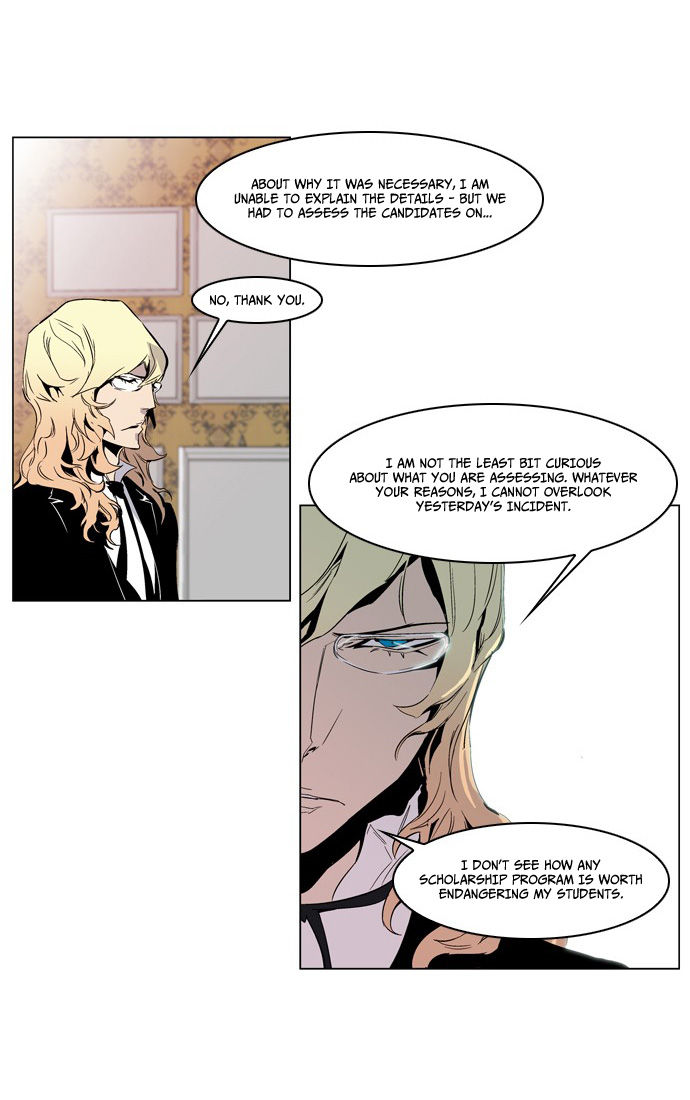 ABOUT WHY IT WAS NECESSARY, I AM
UNABLE TO EXPLAIN THE DETAILS - BUT WE
HAD TO ASSESS THE CANDIDATES ON...
NO, THANK YOU.
I AM NOT THE LEAST BIT CURIOUS
ABOUT WHAT YOU ARE ASSESSING. WHATEVER
YOUR REASONS, I CANNOT OVERLOOK
YESTERDAY'S INCIDENT.
I DON'T SEE HOW ANY
SCHOLARSHIP PROGRAM IS WORTH
ENDANGERING MY STUDENTS.